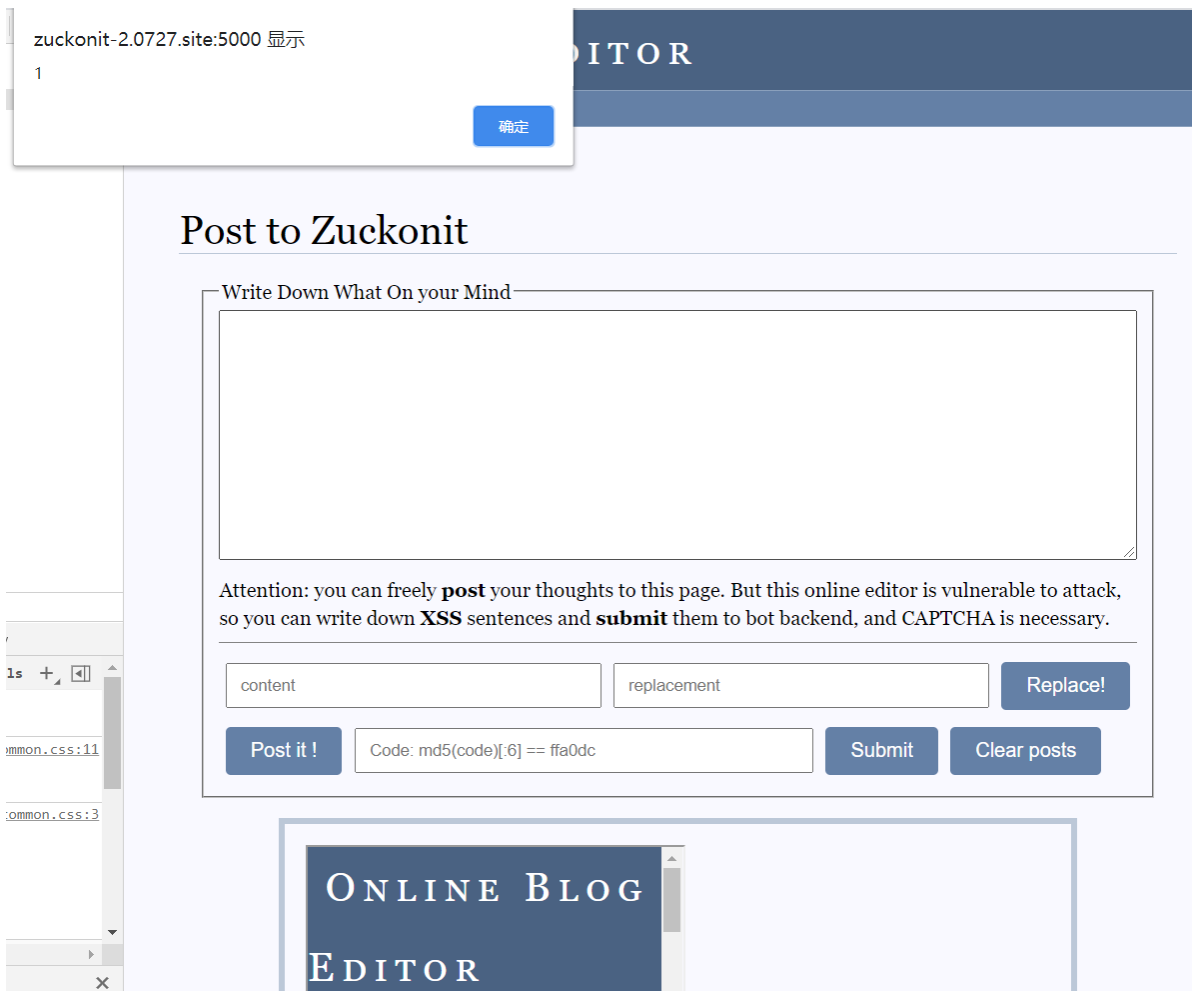 zuckonit-2.0727.site:5000 显示
1
确定
DITOR
Post to Zuckonit
Write Down What On your Mind
Attention: you can freely post your thoughts to this page. But this online editor is vulnerable to attack,
so you can write down XSS sentences and submit them to bot backend, and CAPTCHA is necessary.
content
replacement
Replace!
Post it !
Code: md5(code)[:6] == ffa0dc
Submit
Clear posts
ls
ommon.css:11
common.css:3
Online Blog
Editor